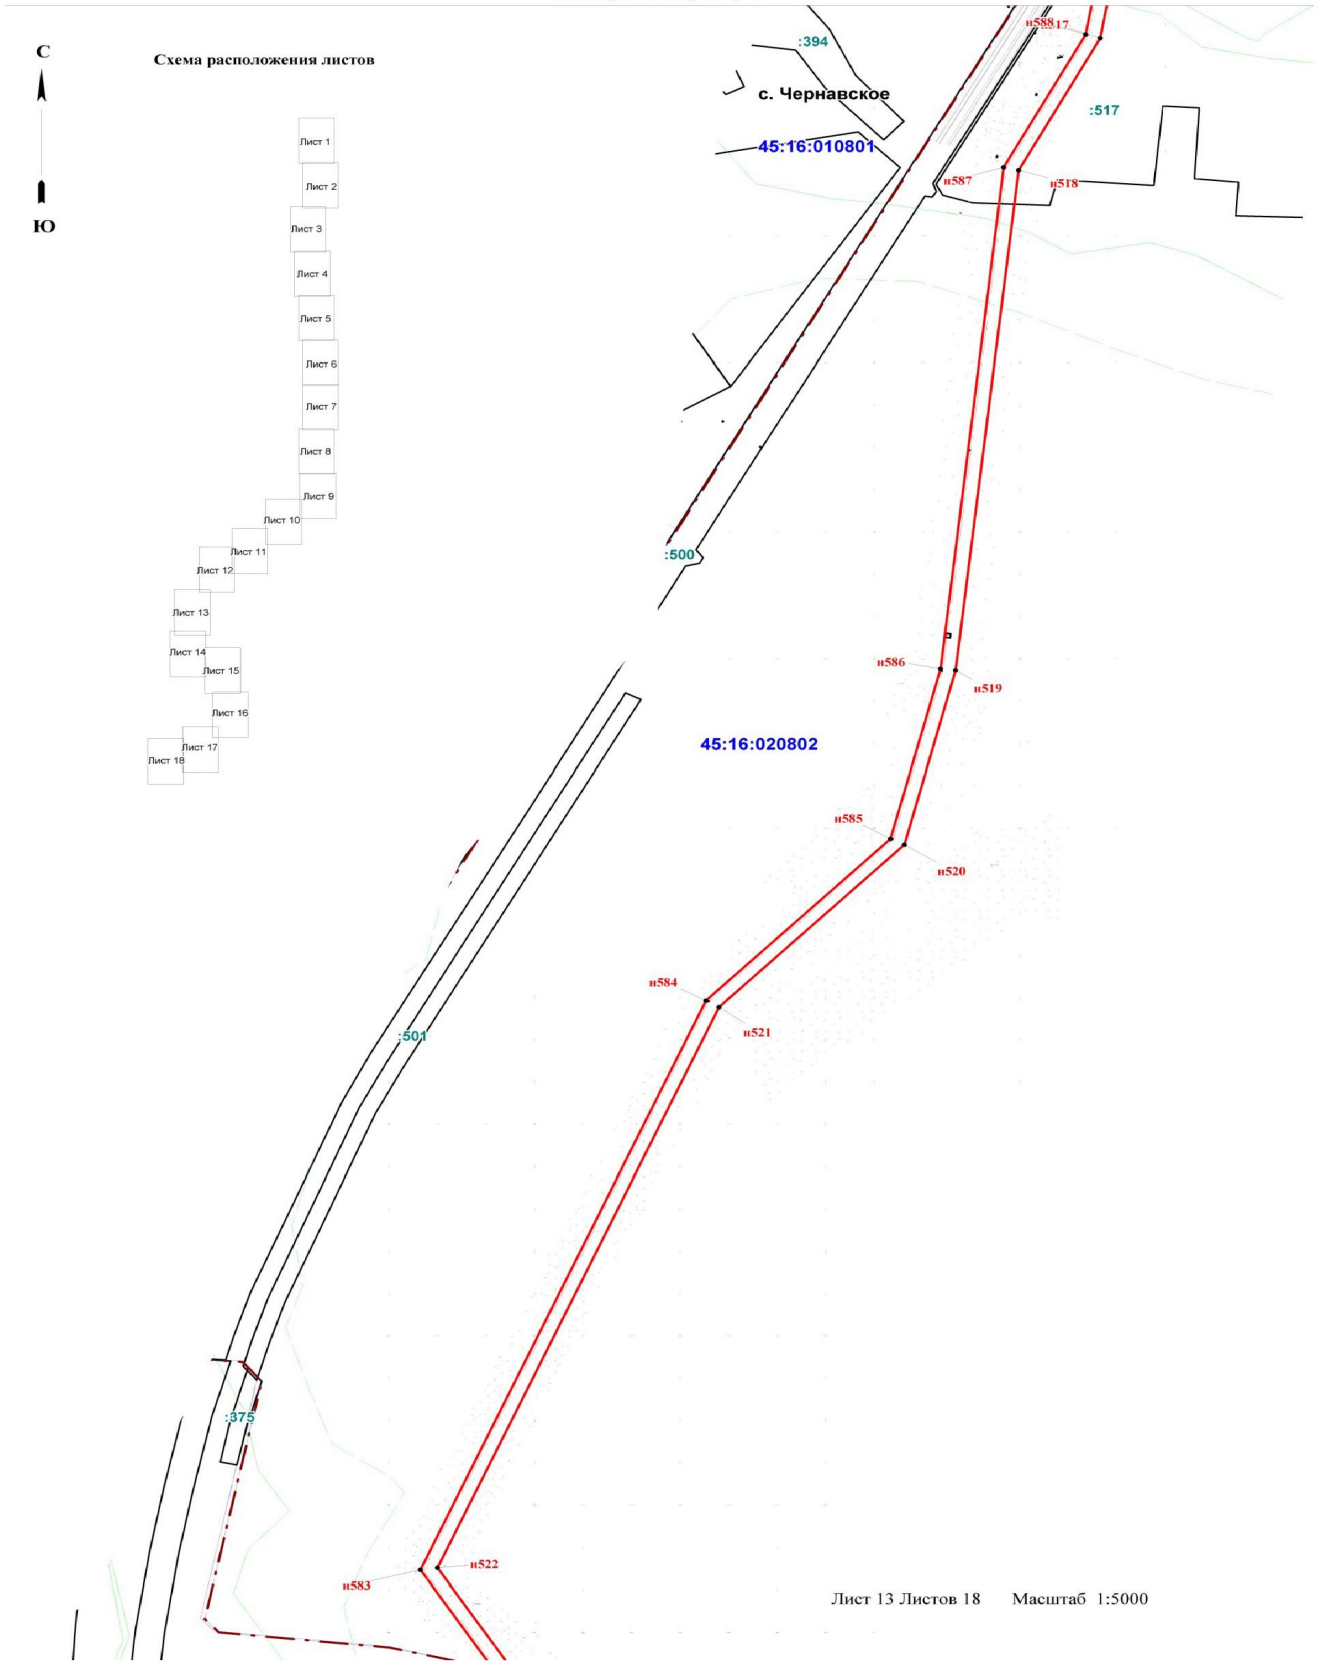 С
Ю
Схема расположения листов
Лист 1
Лист 2
Лист 3
Лист 4
Лист 5
Лист 6
Лист 7
Лист 8
Лист 9
Лист 10
Лист 11
Лист 12
Лист 13
Лист 14
Лист 15
Лист 16
Лист 17
Лист 18
н588
:394
с. Чернавское
:517
45:16:010801
н587
н518
:500
н586
н519
45:16:020802
н585
н520
н584
н521
:501
:375
н522
н583
Лист 13 Листов 18 Масштаб 1:5000